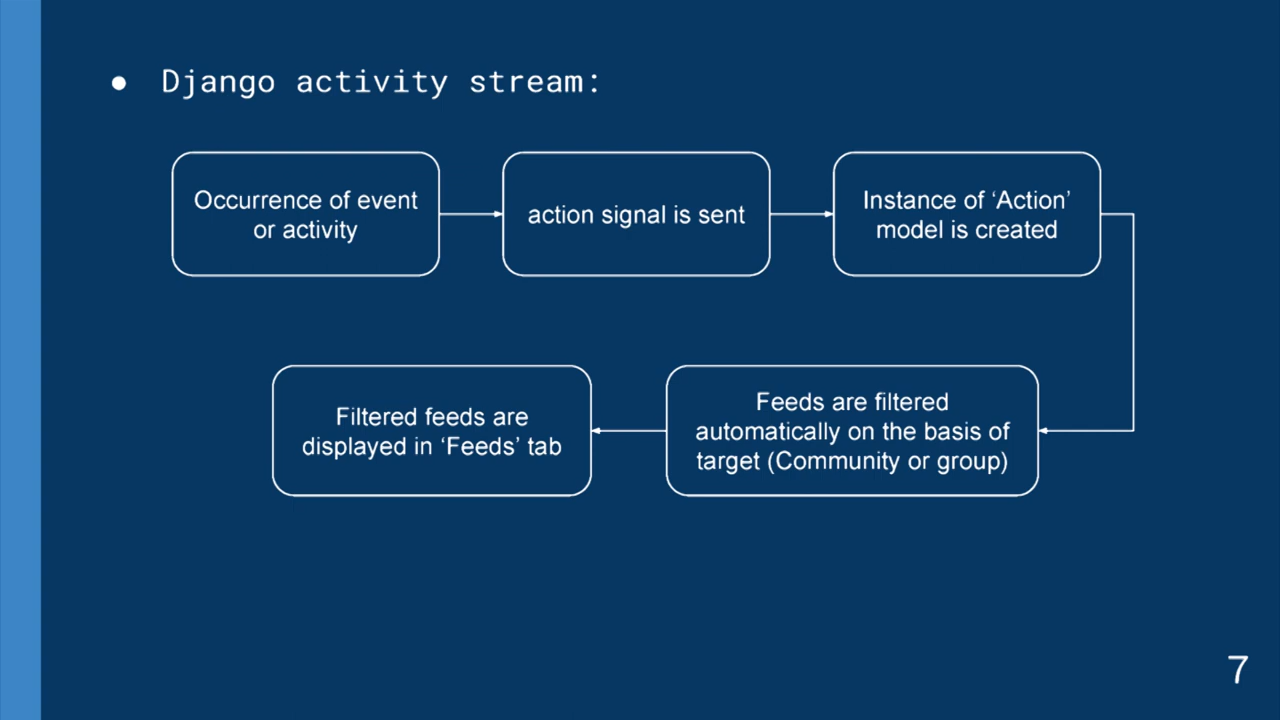 ● Django activity stream:
Occurrence of event
or activity
action signal is sent
Instance of ‘Action’
model is created
Feeds are filtered
automatically on the basis of
target (Community or group)
Filtered feeds are
displayed in ‘Feeds’ tab
7